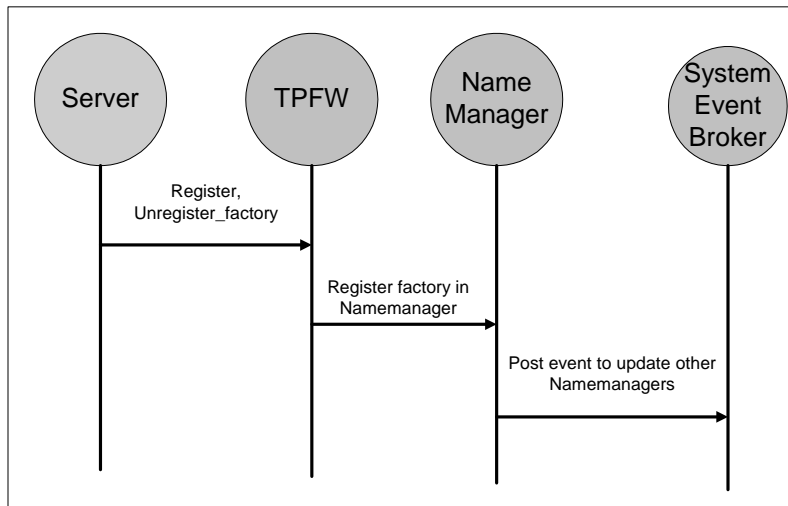 Server
TPFW
Name
Manager
System
Event
Broker
Register,
Unregister_factory
Register factory in
Namemanager
Post event to update other
Namemanagers